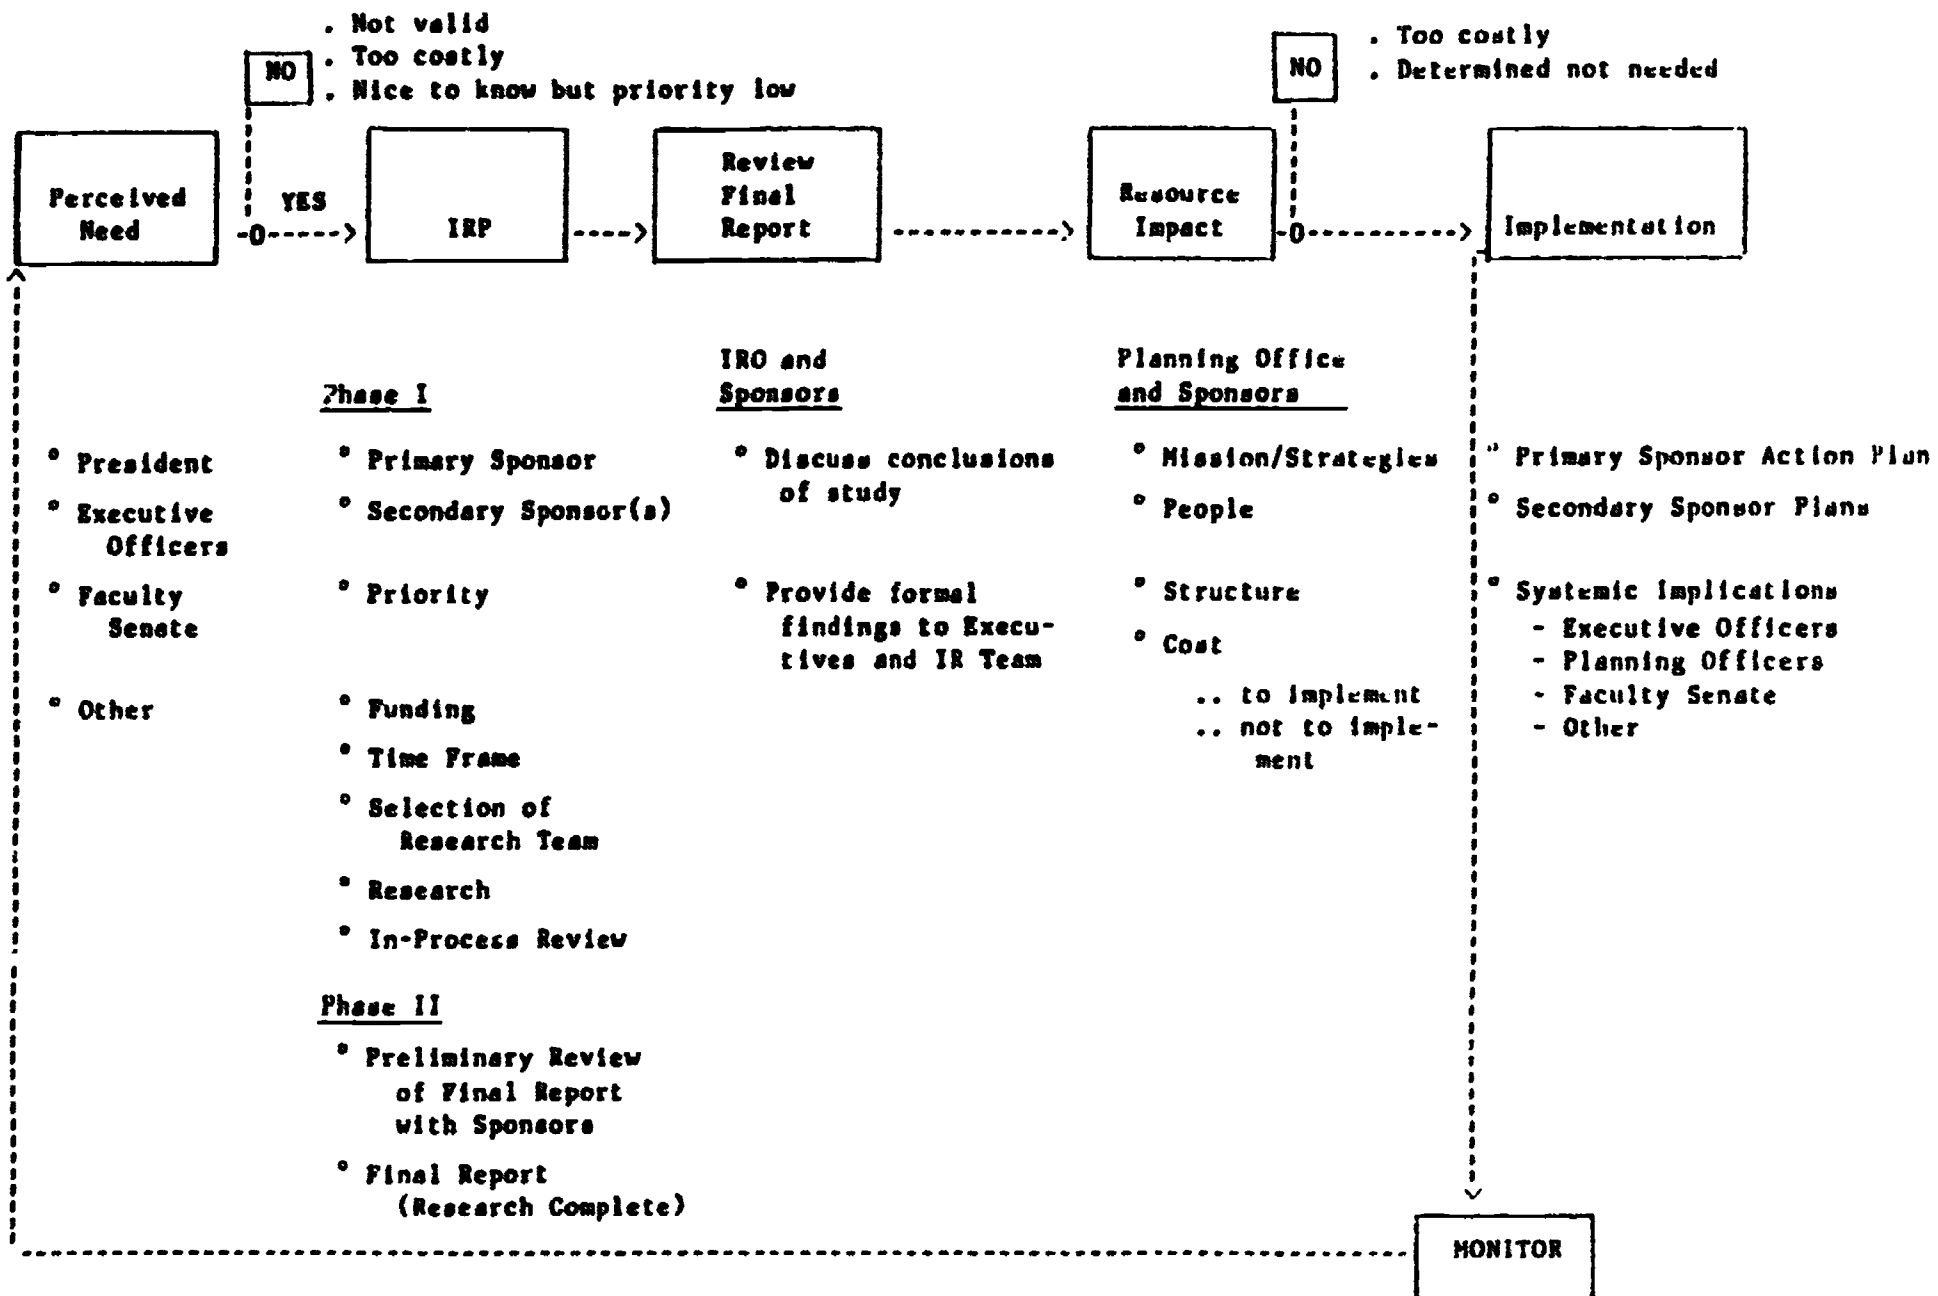 . Not valid
. Too costly
. Nice to know but priority low
NO
. Too costly
. Determined not needed
NO
Perceived
Need
YES
IRP
Review
Final
Report
Resource
Impact
Implementation
° President
° Executive
Officers
° Faculty
Senate
° Other
Phase I
° Primary Sponsor
° Secondary Sponsor(s)
° Priority
° Funding
° Time Frame
° Selection of
Research Team
° Research
° In-Process Review
Phase II
° Preliminary Review
of Final Report
with Sponsors
° Final Report
(Research Complete)
IRO and
Sponsors
° Discuss conclusions
of study
° Provide formal
findings to Execu-
tives and IR Team
Planning Office
and Sponsors
° Mission/Strategies
° People
° Structure
° Cost
.. to implement
.. not to imple-
ment
° Primary Sponsor Action Plan
° Secondary Sponsor Plans
° Systemic Implications
- Executive Officers
- Planning Officers
- Faculty Senate
- Other
MONITOR